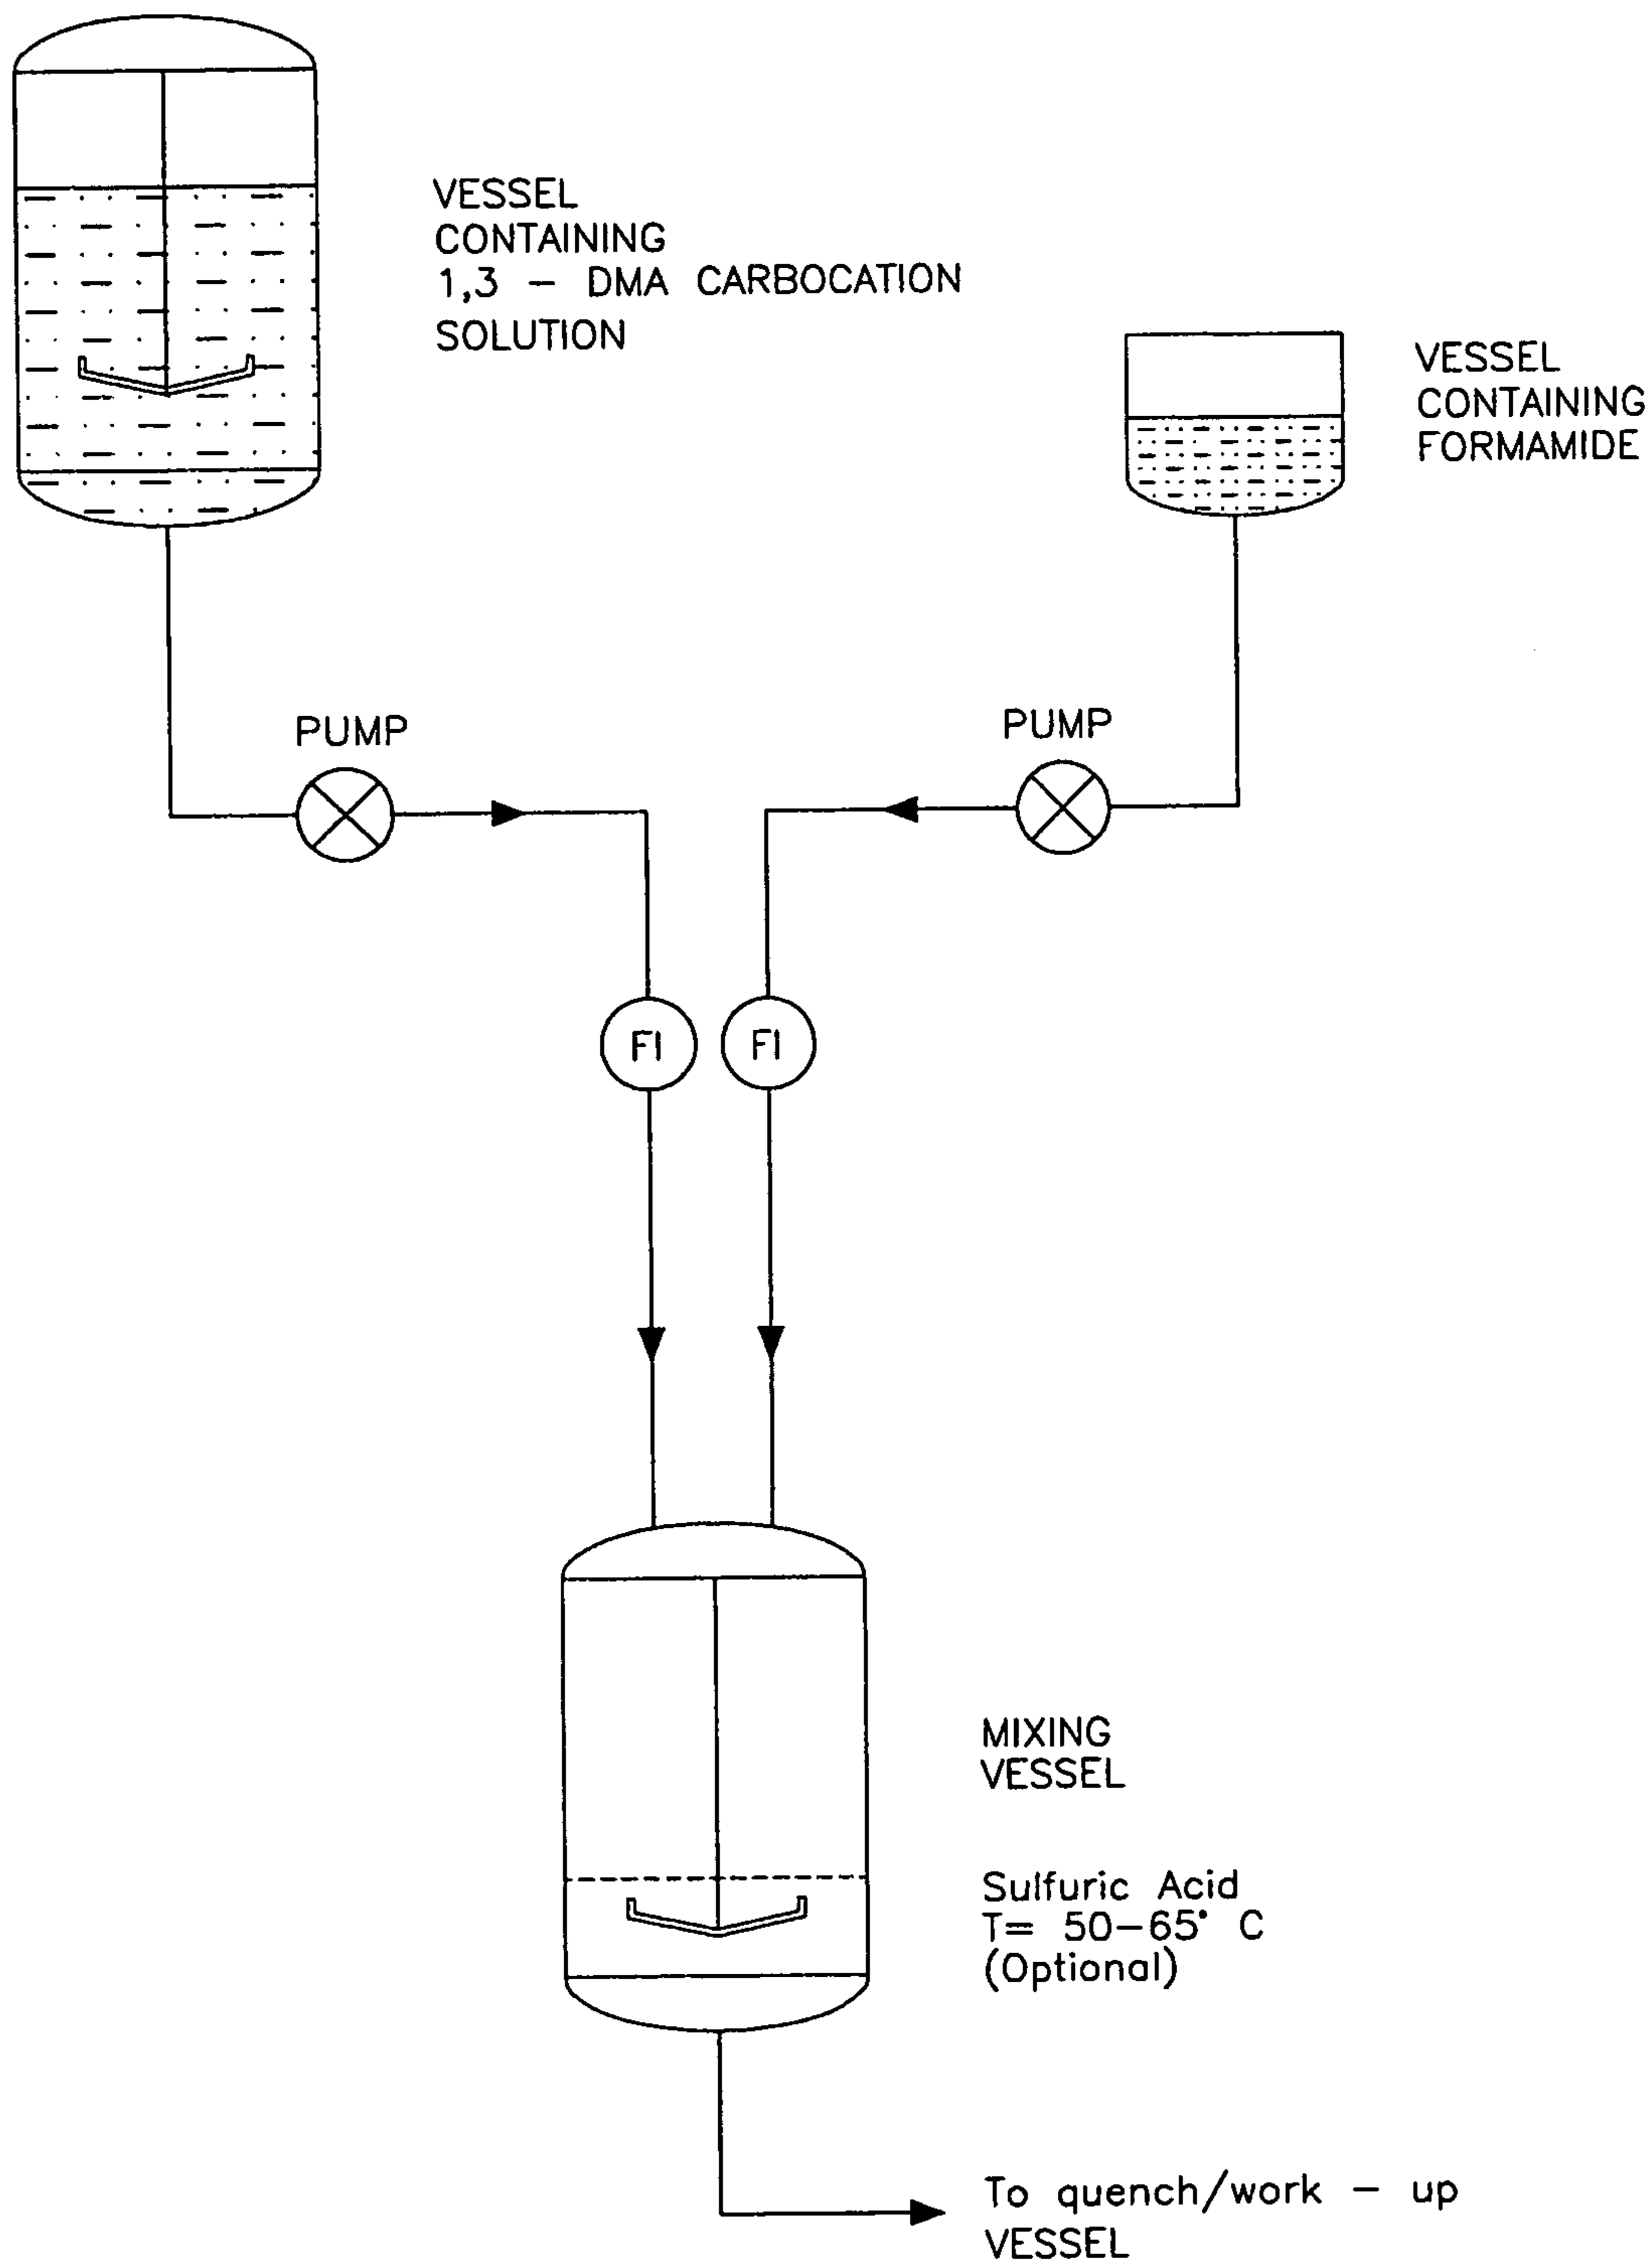 VESSEL
CONTAINING
1,3 – DMA CARBOCATION
SOLUTION
VESSEL
CONTAINING
FORMAMIDE
PUMP
PUMP
FI
FI
MIXING
VESSEL
Sulfuric Acid
T= 50–65° C
(Optional)
To quench/work – up
VESSEL